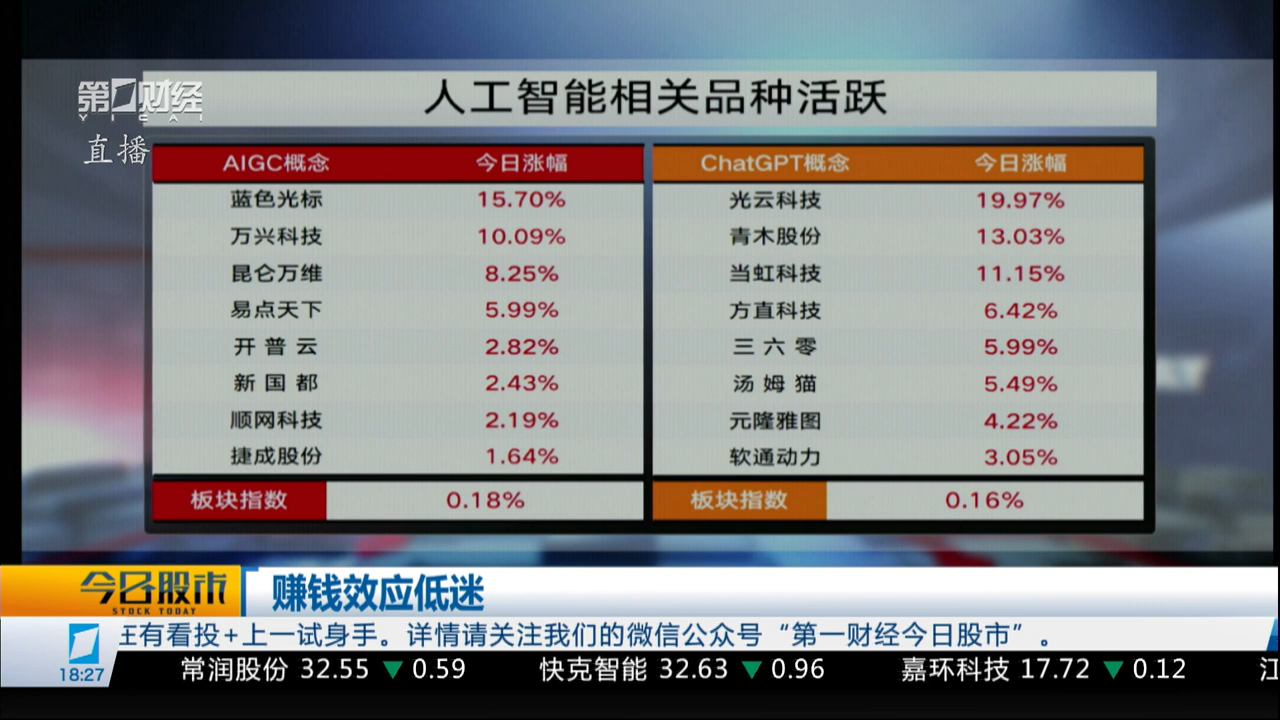 第一财经
YICAI
直播
人工智能相关品种活跃
AIGC概念 今日涨幅
蓝色光标 15.70%
万兴科技 10.09%
昆仑万维 8.25%
易点天下 5.99%
开普云 2.82%
新国都 2.43%
顺网科技 2.19%
捷成股份 1.64%
板块指数 0.18%
ChatGPT概念 今日涨幅
光云科技 19.97%
青木股份 13.03%
当虹科技 11.15%
方直科技 6.42%
三六零 5.99%
汤姆猫 5.49%
元隆雅图 4.22%
软通动力 3.05%
板块指数 0.16%
今日股市
STOCK TODAY
赚钱效应低迷
有看投+上一试身手。详情请关注我们的微信公众号“第一财经今日股市”。
18:27
常润股份 32.55 ▼ 0.59 快克智能 32.63 ▼ 0.96 嘉环科技 17.72 ▼ 0.12